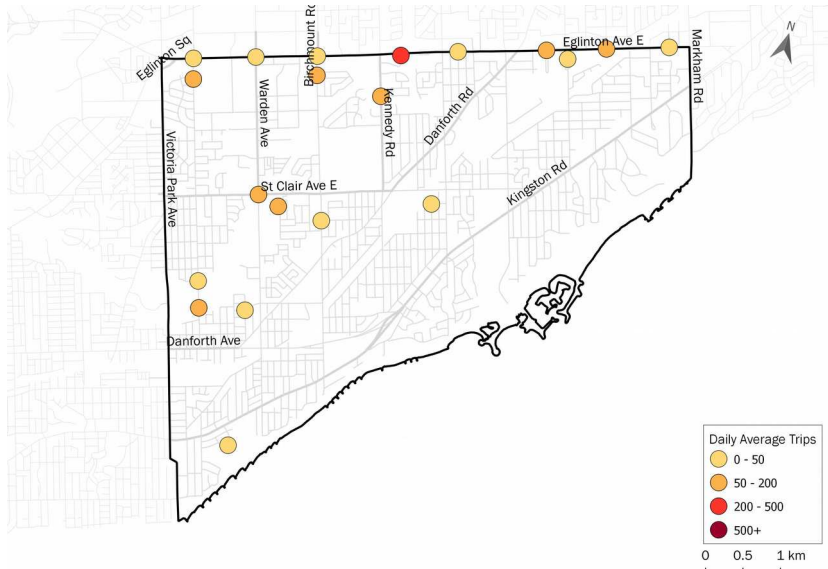 N
Eglinton Sq
Birchmount Rd
Eglinton Ave E
Markham Rd
Warden Ave
Kennedy Rd
Danforth Rd
Victoria Park Ave
St Clair Ave E
Kingston Rd
Danforth Ave
Daily Average Trips
0 - 50
50 - 200
200 - 500
500+
0 0.5 1 km